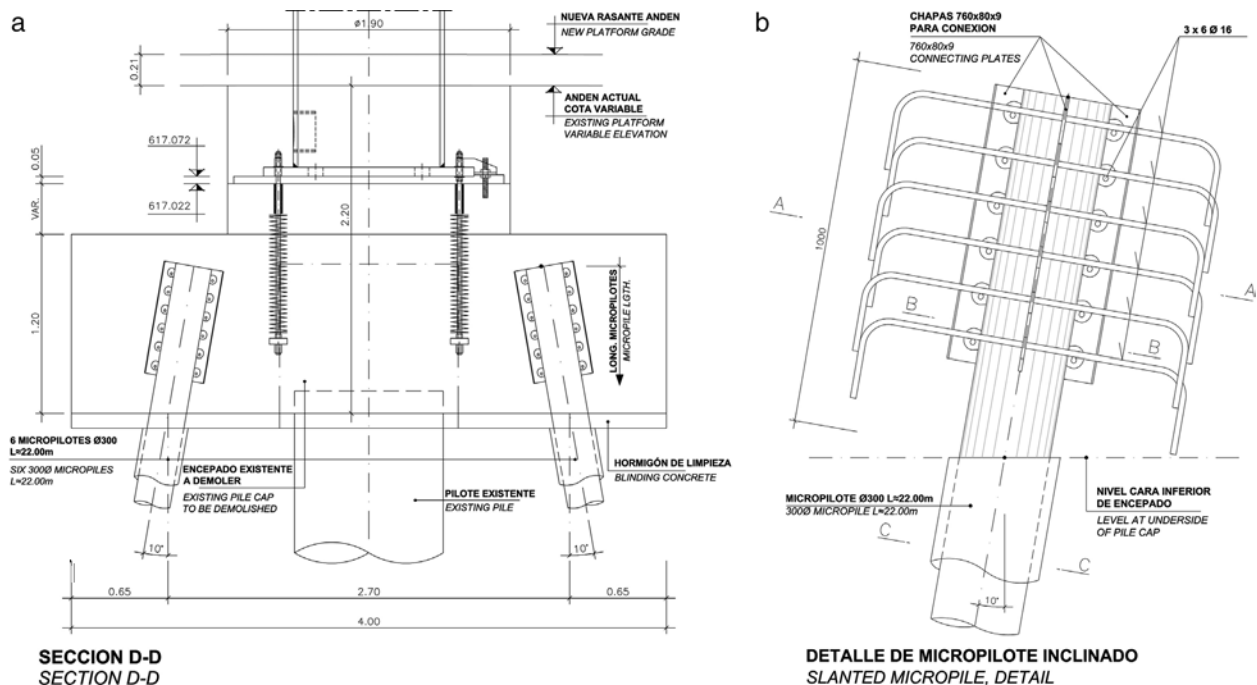 a
ø1.90
NUEVA RASANTE ANDEN
NEW PLATFORM GRADE
0.21
ANDEN ACTUAL
COTA VARIABLE
EXISTING PLATFORM
VARIABLE ELEVATION
617.072
0.05
617.022
VAR.
2.20
1.20
LONG. MICROPILOTES
MICROPILE LGTH.
6 MICROPILOTES Ø300
L=22.00m
SIX 300Ø MICROPILES
L=22.00m
ENCEPADO EXISTENTE
A DEMOLER
EXISTING PILE CAP
TO BE DEMOLISHED
PILOTE EXISTENTE
EXISTING PILE
HORMIGÓN DE LIMPIEZA
BLINDING CONCRETE
10°
10°
0.65
2.70
0.65
4.00
SECCION D-D
SECTION D-D
b
CHAPAS 760x80x9
PARA CONEXION
760x80x9
CONNECTING PLATES
3 x 6 Ø 16
1000
A
A
B
B
MICROPILOTE Ø300 L=22.00m
300Ø MICROPILE L=22.00m
NIVEL CARA INFERIOR
DE ENCEPADO
LEVEL AT UNDERSIDE
OF PILE CAP
C
C
10°
DETALLE DE MICROPILOTE INCLINADO
SLANTED MICROPILE, DETAIL